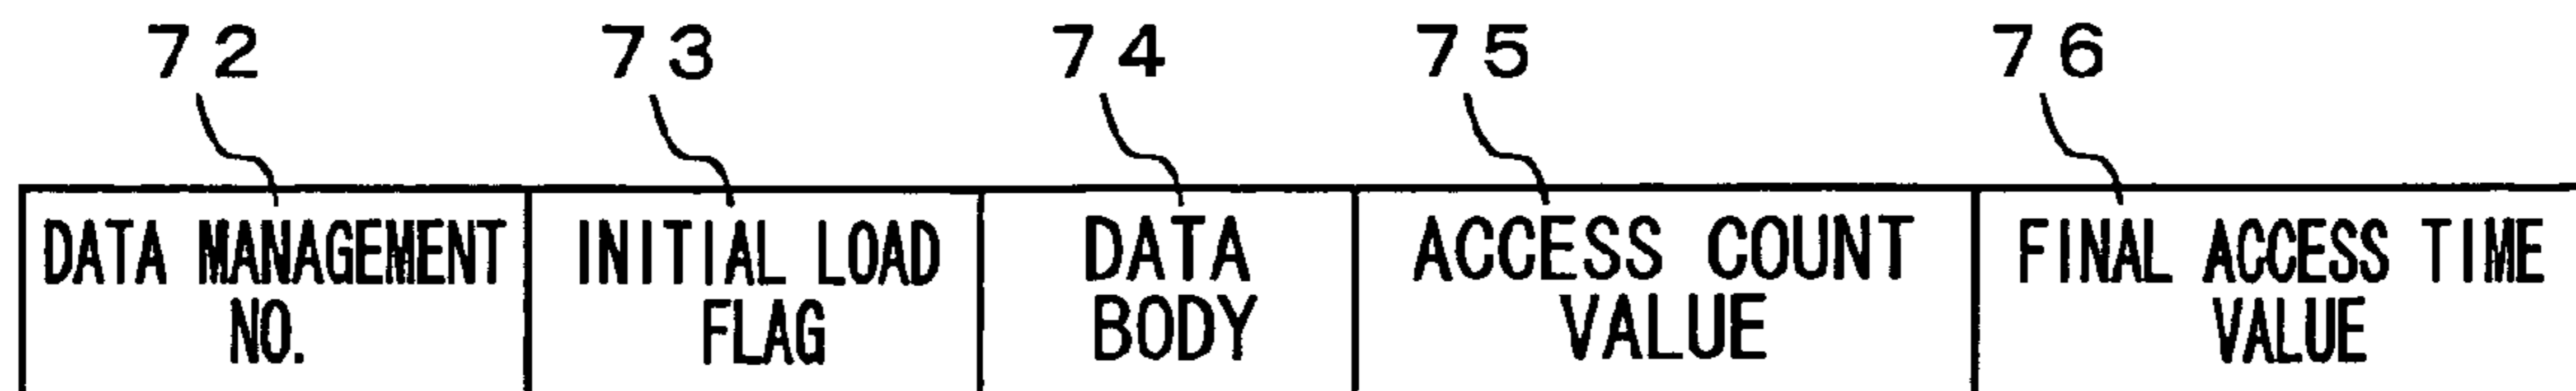 72 73 74 75 76
DATA MANAGEMENT NO.
INITIAL LOAD FLAG
DATA BODY
ACCESS COUNT VALUE
FINAL ACCESS TIME VALUE